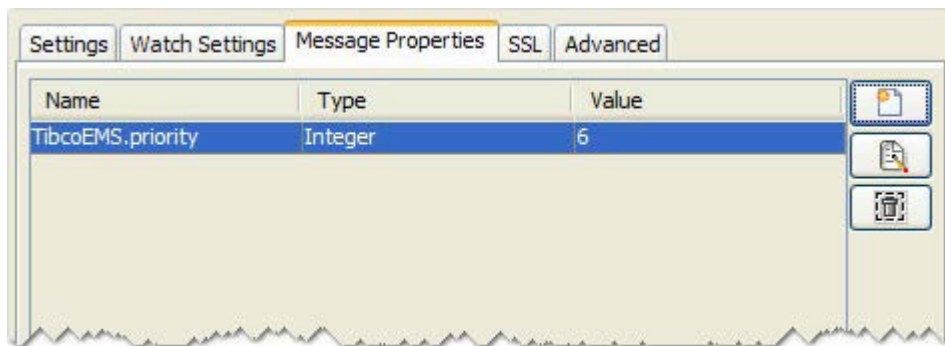 Settings Watch Settings Message Properties SSL Advanced
Name Type Value
TibcoEMS.priority Integer 6